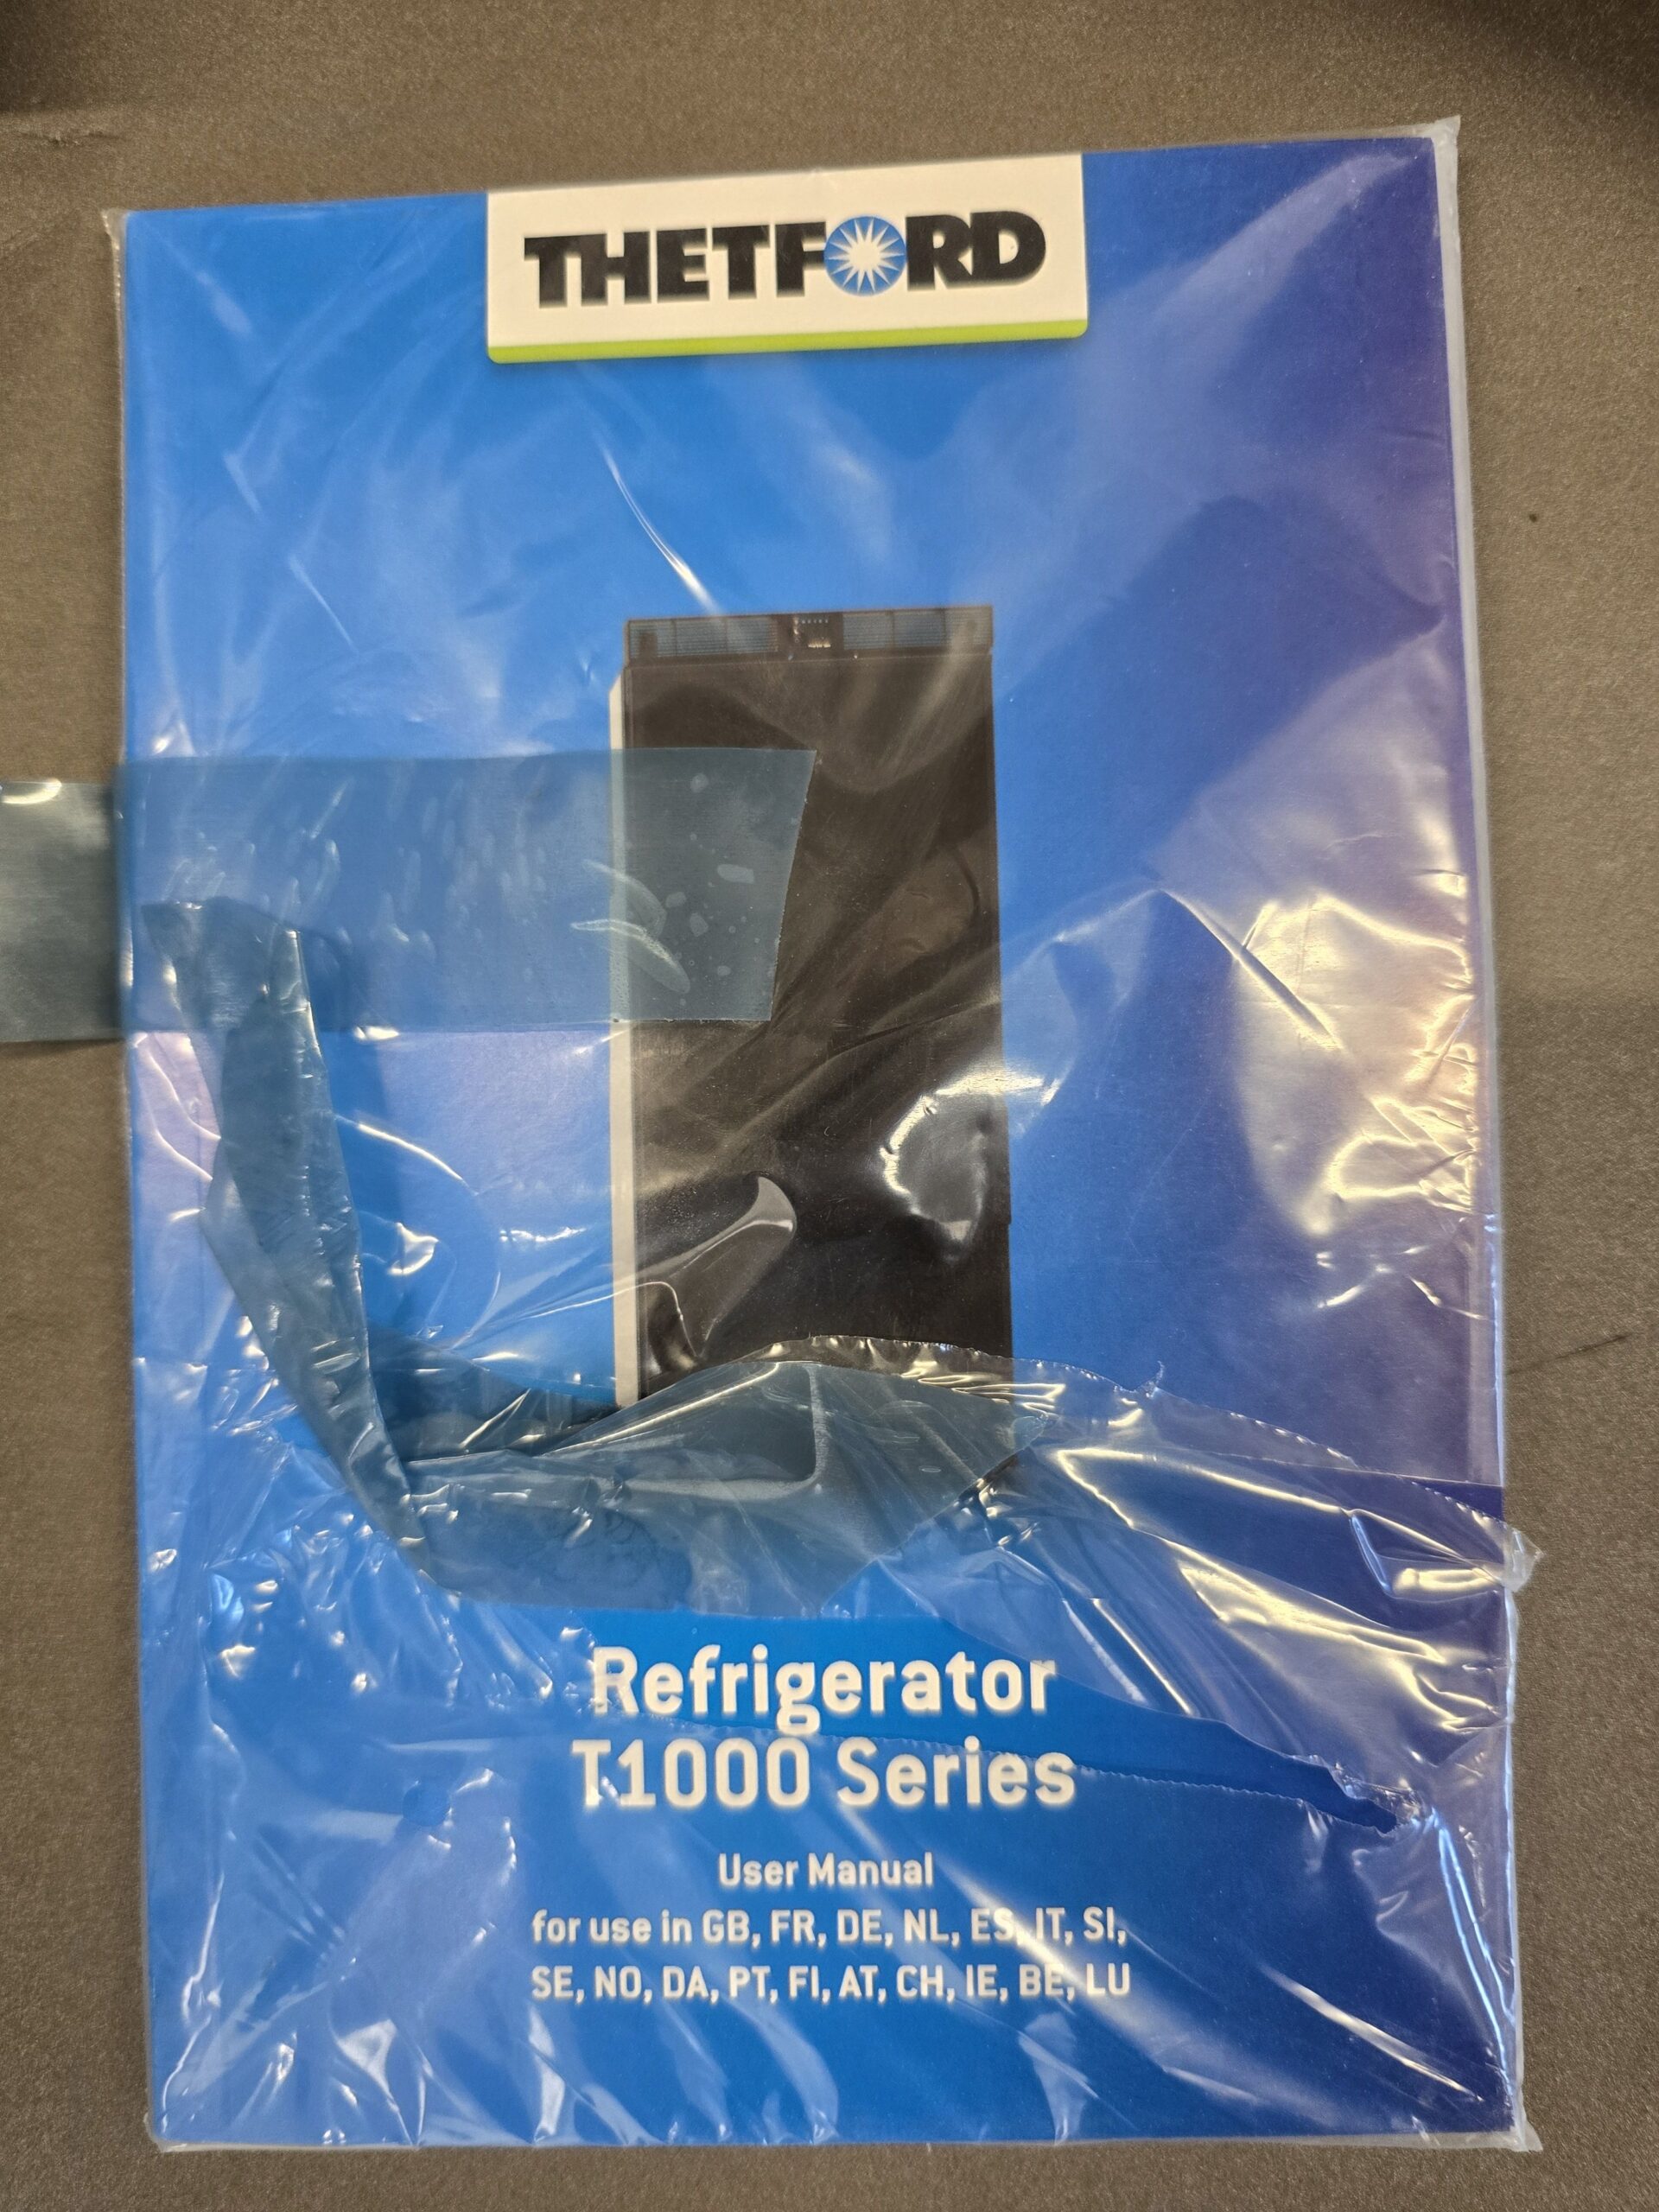 THETFORD
Refrigerator
T1000 Series
User Manual
for use in GB, FR, DE, NL, ES, IT, SI,
SE, NO, DA, PT, FI, AT, CH, IE, BE, LU